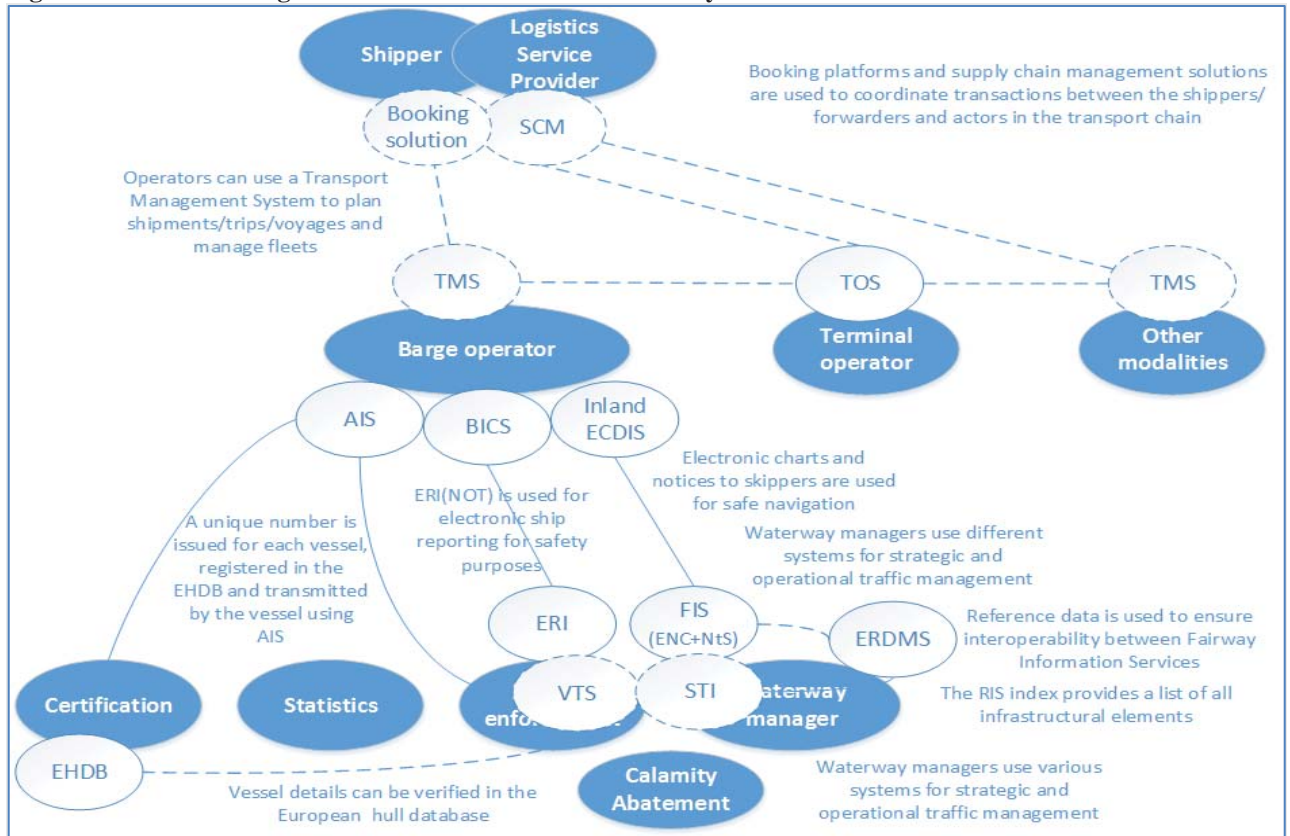 Logistics
Service
Provider
Shipper
Booking
solution
SCM
Booking platforms and supply chain management solutions
are used to coordinate transactions between the shippers/
forwarders and actors in the transport chain
Operators can use a Transport
Management System to plan
shipments/trips/voyages and
manage fleets
TMS
TOS
TMS
Barge operator
Terminal
operator
Other
modalities
AIS
BICS
Inland
ECDIS
Electronic charts and
notices to skippers are used
for safe navigation
ERI(NOT) is used for
electronic ship
reporting for safety
purposes
A unique number is
issued for each vessel,
registered in the
EHDB and transmitted
by the vessel using
AIS
Waterway managers use different
systems for strategic and
operational traffic management
ERI
FIS
(ENC+NtS)
ERDMS
Reference data is used to ensure
interoperability between Fairway
Information Services
The RIS index provides a list of all
infrastructural elements
Certification
Statistics
VTS
STI
manager
EHDB
Vessel details can be verified in the
European hull database
Calamity
Abatement
Waterway managers use various
systems for strategic and
operational traffic management